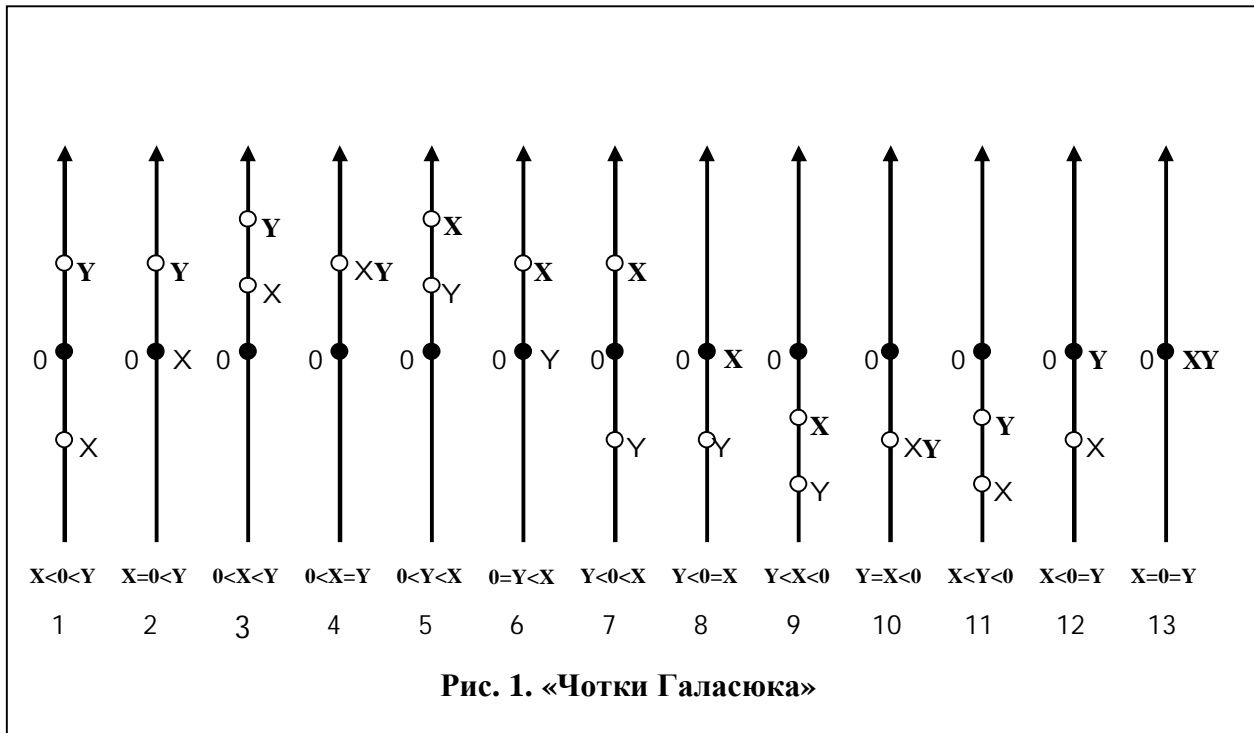 Y Y Y XY X X X
X Y
0 0 X 0 0 0 0 Y 0 0 X 0 0 0 0 Y 0 XY
X Y
X Y Y XY X
Y X
X<0<Y X=0<Y 0<X<Y 0<X=Y 0<Y<X 0=Y<X Y<0<X Y<0=X Y<X<0 Y=X<0 X<Y<0 X<0=Y X=0=Y
1 2 3 4 5 6 7 8 9 10 11 12 13
Рис. 1. «Чотки Галасюка»